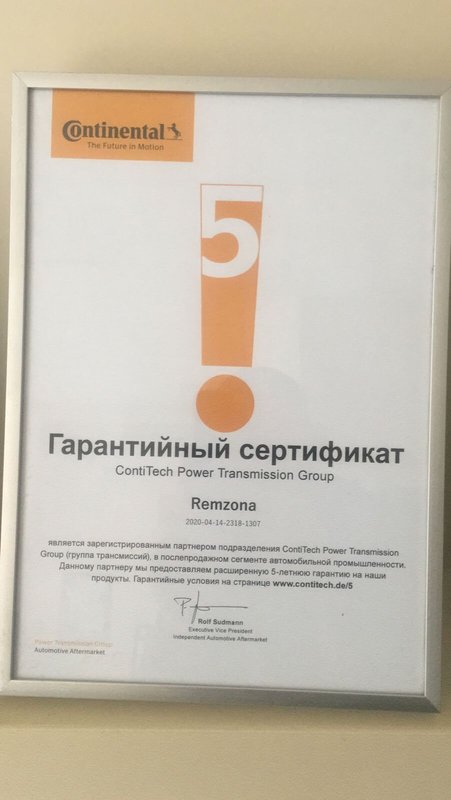 Continental
The Future in Motion
5
Гарантийный сертификат
ContiTech Power Transmission Group
Remzona
2020-04-14-2318-1307
является зарегистрированным партнером подразделения ContiTech Power Transmission
Group (группа трансмиссий), в послепродажном сегменте автомобильной промышленности.
Данному партнеру мы предоставляем расширенную 5-летнюю гарантию на наши
продукты. Гарантийные условия на странице www.contitech.de/5
Rolf Sudmann
Executive Vice President
Independent Automotive Aftermarket
Power Transmission Group
Automotive Aftermarket